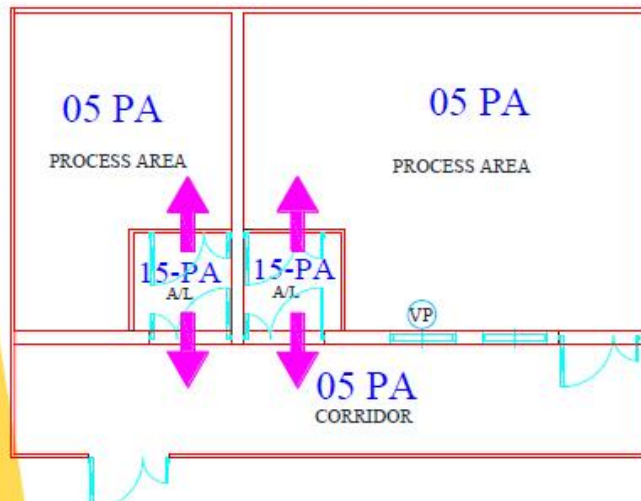 05 PA
PROCESS AREA
05 PA
PROCESS AREA
15-PA
A/L
15-PA
A/L
VP
05 PA
CORRIDOR